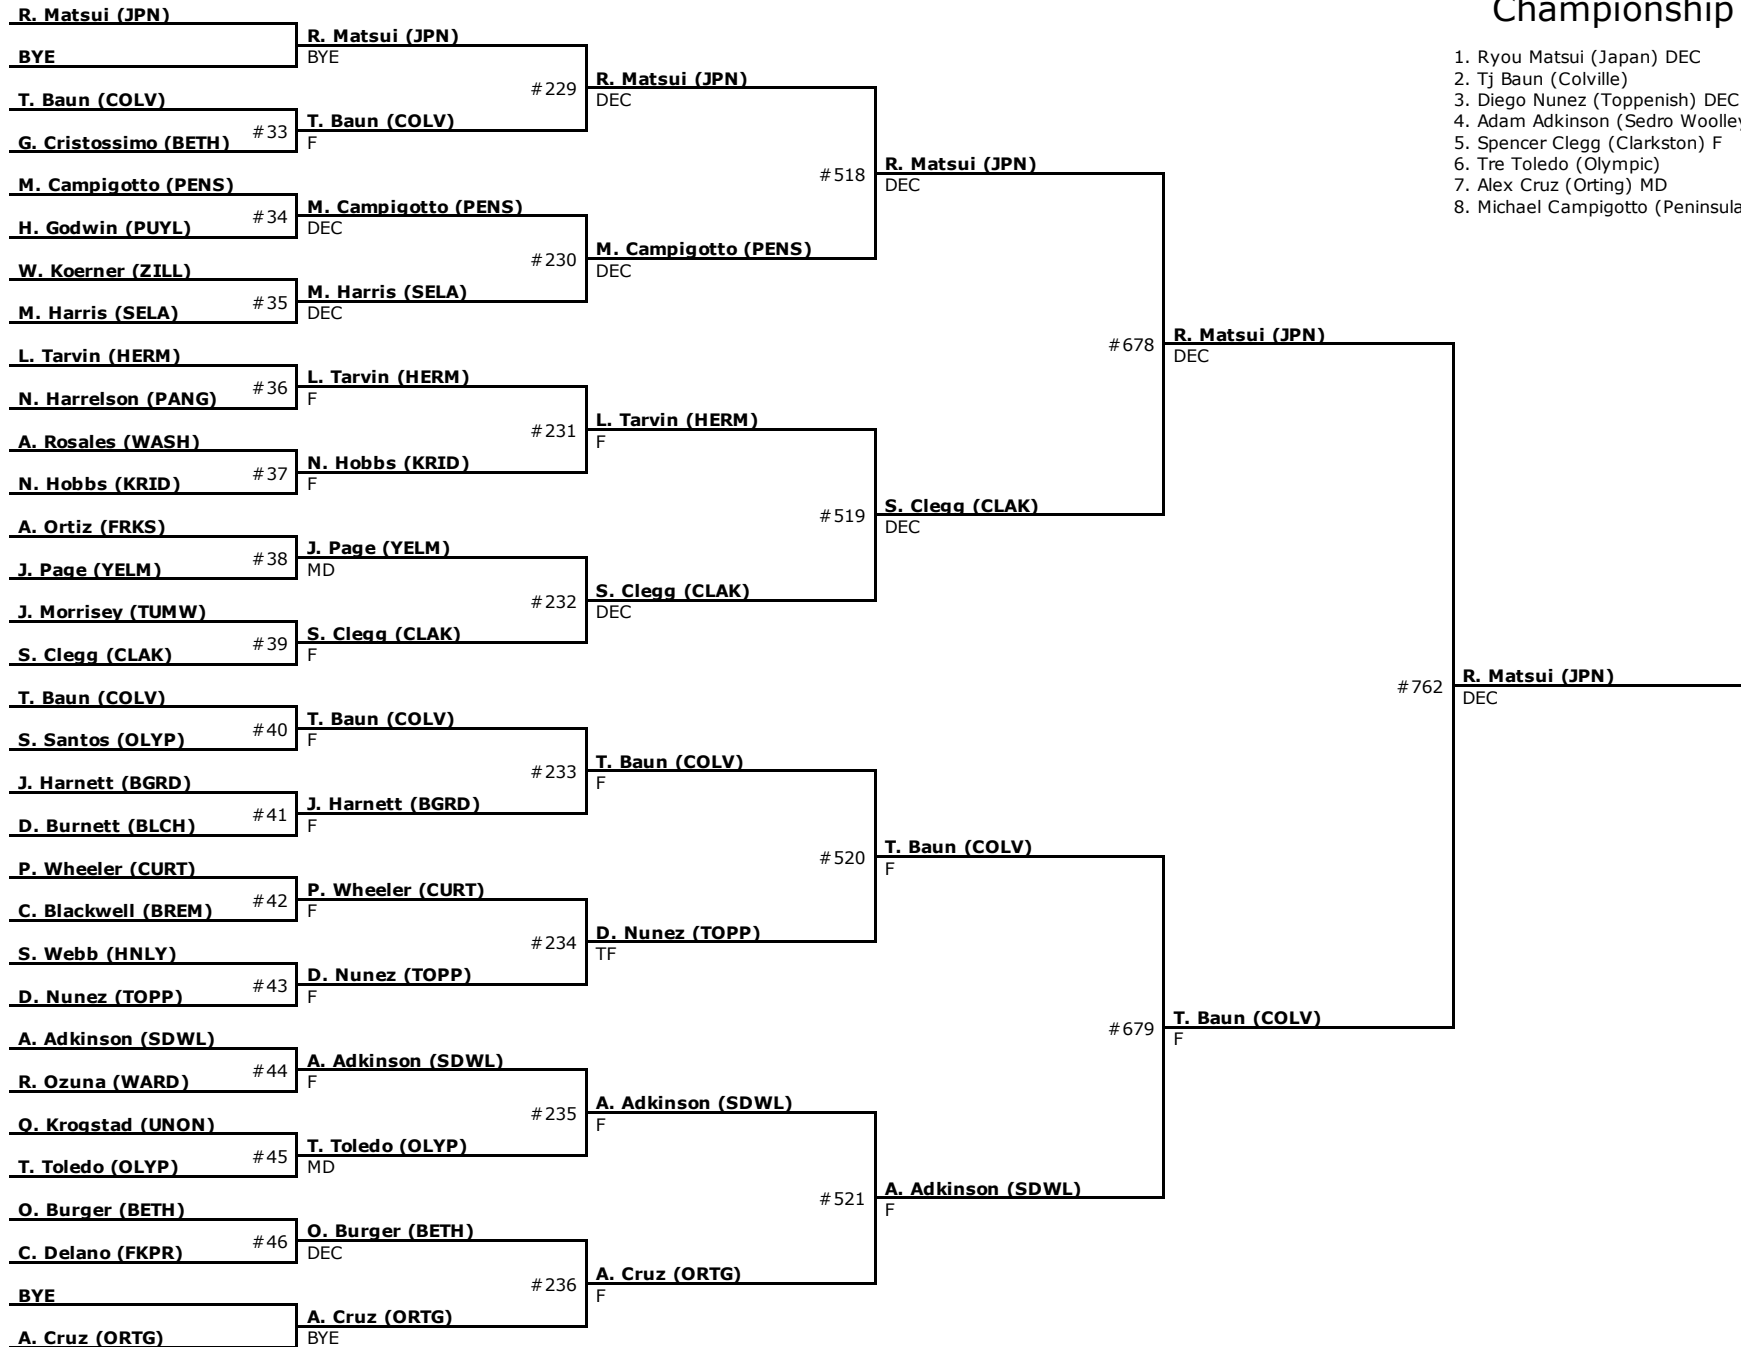 Championship
1. Ryou Matsui (Japan) DEC
2. Tj Baun (Colville)
3. Diego Nunez (Toppenish) DEC
4. Adam Adkinson (Sedro Woolley
5. Spencer Clegg (Clarkston) F
6. Tre Toledo (Olympic)
7. Alex Cruz (Orting) MD
8. Michael Campigotto (Peninsula
R. Matsui (JPN)
BYE
T. Baun (COLV)
#33
G. Cristossimo (BETH)
M. Campigotto (PENS)
#34
H. Godwin (PUYL)
W. Koerner (ZILL)
#35
M. Harris (SELA)
L. Tarvin (HERM)
#36
N. Harrelson (PANG)
A. Rosales (WASH)
#37
N. Hobbs (KRID)
A. Ortiz (FRKS)
#38
J. Page (YELM)
J. Morrisey (TUMW)
#39
S. Clegg (CLAK)
T. Baun (COLV)
#40
S. Santos (OLYP)
J. Harnett (BGRD)
#41
D. Burnett (BLCH)
P. Wheeler (CURT)
#42
C. Blackwell (BREM)
S. Webb (HNLY)
#43
D. Nunez (TOPP)
A. Adkinson (SDWL)
#44
R. Ozuna (WARD)
Q. Krogstad (UNON)
#45
T. Toledo (OLYP)
O. Burger (BETH)
#46
C. Delano (FKPR)
BYE
A. Cruz (ORTG)
R. Matsui (JPN)
BYE
#229
T. Baun (COLV)
F
M. Campigotto (PENS)
DEC
#230
M. Harris (SELA)
DEC
L. Tarvin (HERM)
F
#231
N. Hobbs (KRID)
F
J. Page (YELM)
MD
#232
S. Clegg (CLAK)
F
T. Baun (COLV)
F
#233
J. Harnett (BGRD)
F
P. Wheeler (CURT)
F
#234
D. Nunez (TOPP)
F
A. Adkinson (SDWL)
F
#235
T. Toledo (OLYP)
MD
O. Burger (BETH)
DEC
#236
A. Cruz (ORTG)
BYE
R. Matsui (JPN)
DEC
#518
M. Campigotto (PENS)
DEC
L. Tarvin (HERM)
F
#519
S. Clegg (CLAK)
DEC
T. Baun (COLV)
F
#520
D. Nunez (TOPP)
TF
A. Adkinson (SDWL)
F
#521
A. Cruz (ORTG)
F
R. Matsui (JPN)
DEC
#678
S. Clegg (CLAK)
DEC
T. Baun (COLV)
F
#679
A. Adkinson (SDWL)
F
R. Matsui (JPN)
DEC
#762
T. Baun (COLV)
F
R. Matsui (JPN)
DEC